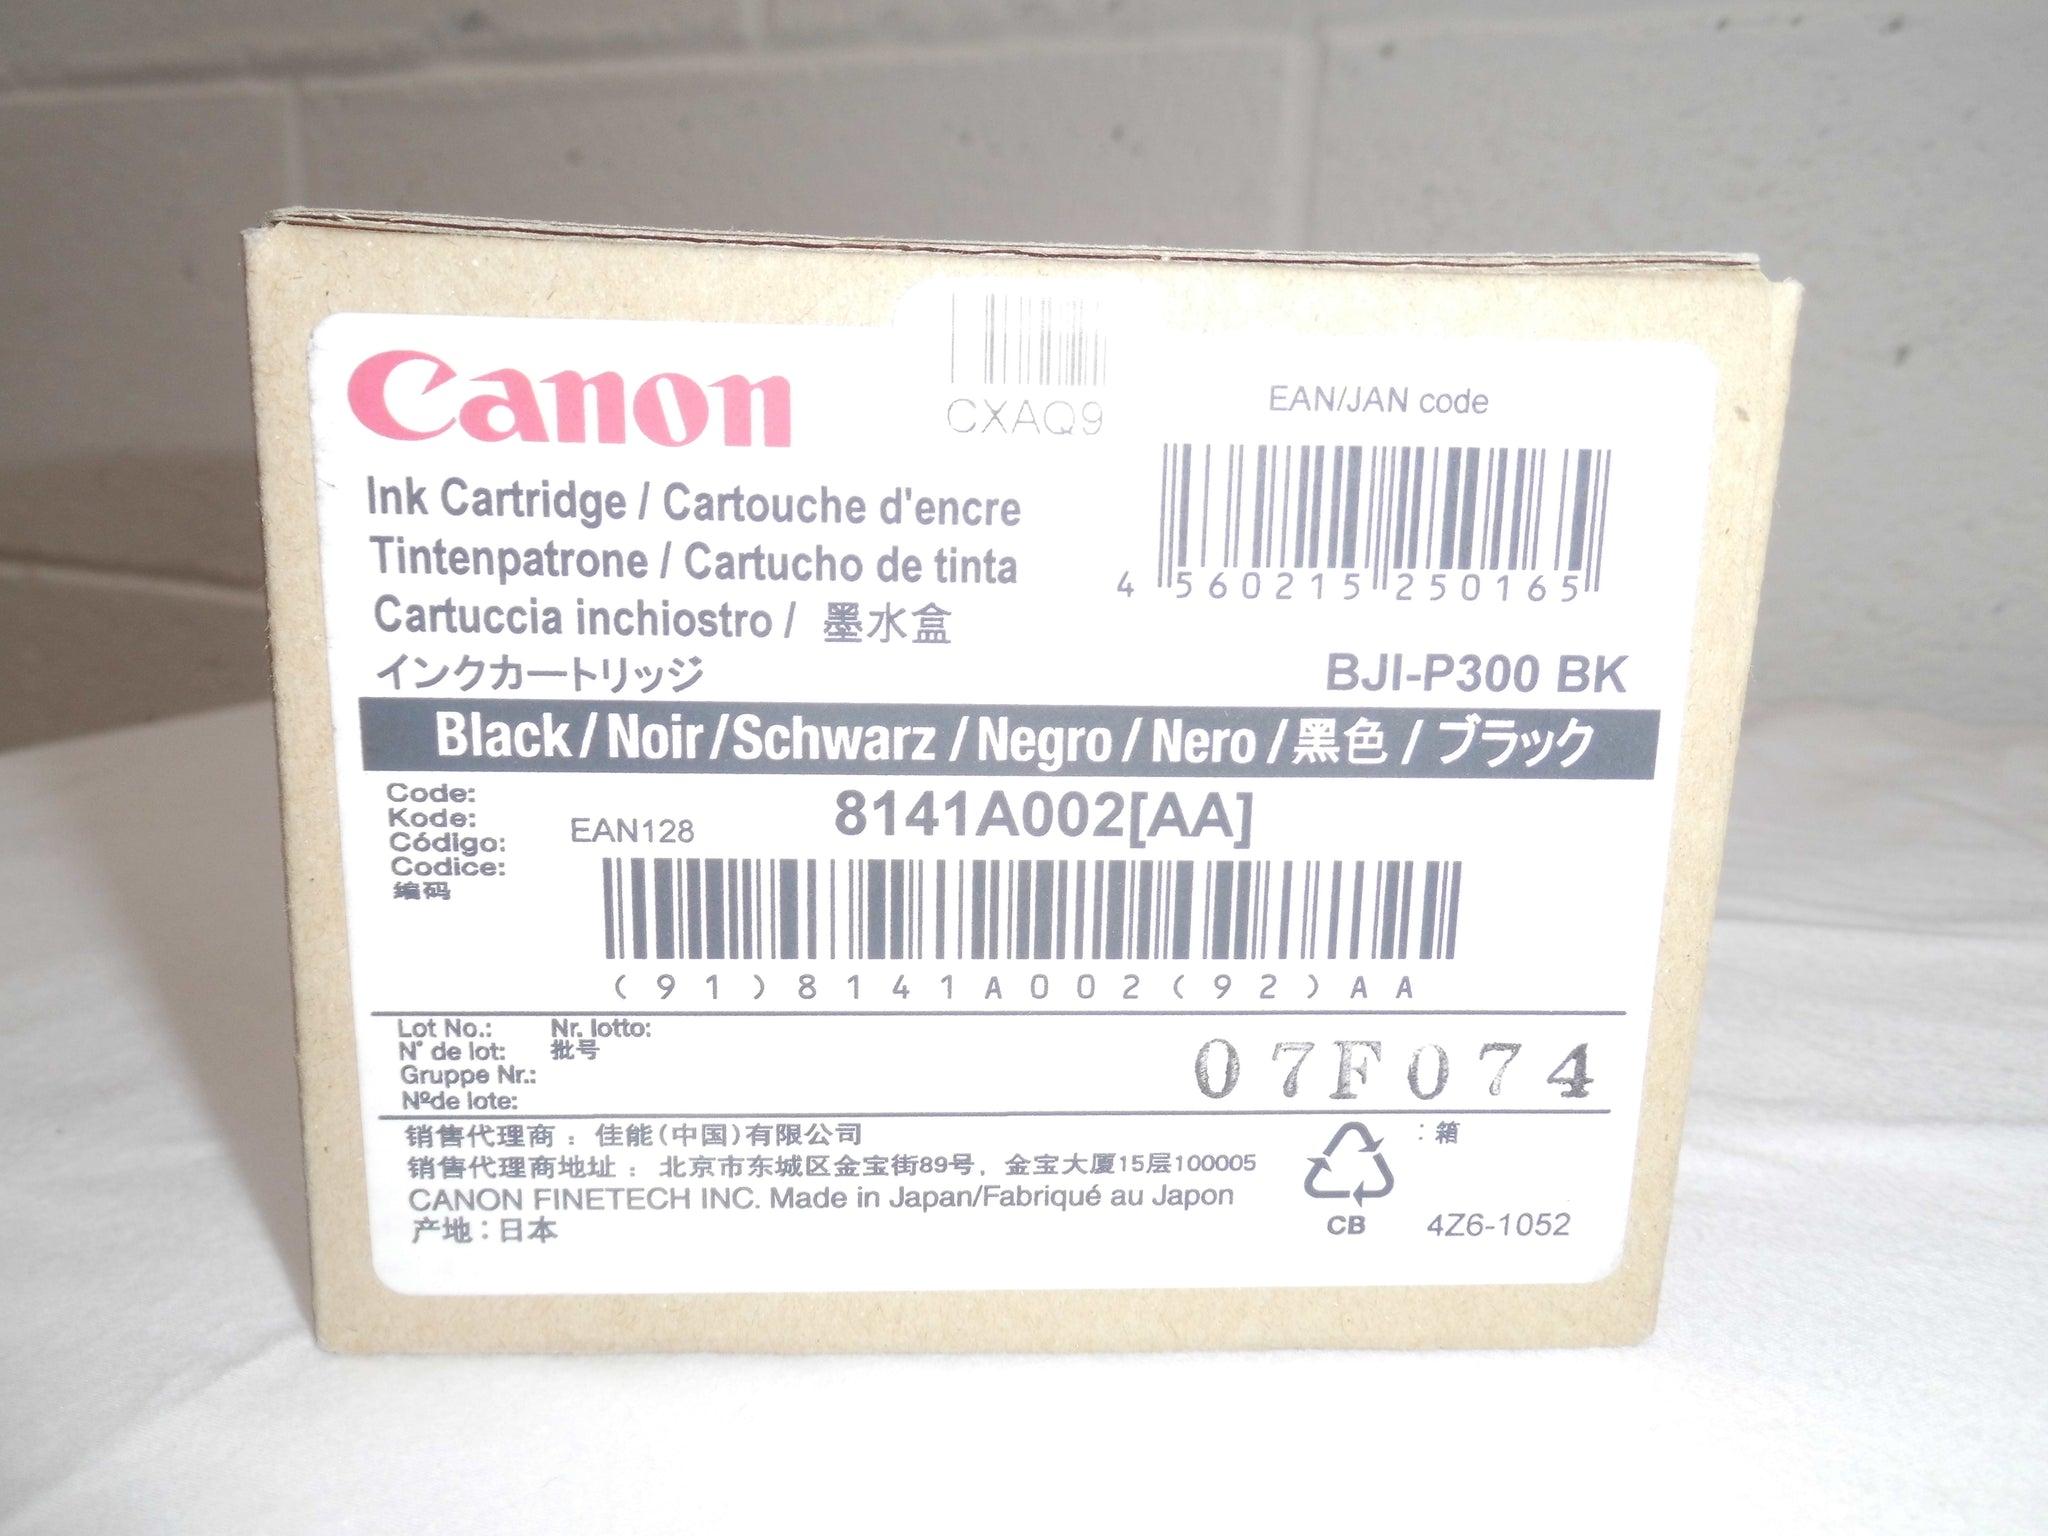 Canon
CXAQ9
EAN/JAN code
4 560215 250165
Ink Cartridge / Cartouche d'encre
Tintenpatrone / Cartucho de tinta
Cartuccia inchiostro / 墨水盒
インクカートリッジ
BJI-P300 BK
Black / Noir / Schwarz / Negro / Nero / 黑色 / ブラック
Code:
Kode:
Código:
Codice:
编码
EAN128
8141A002[AA]
(91)8141A002(92)AA
Lot No.: Nr. lotto:
N° de lot: 批号
Gruppe Nr.:
Nºde lote:
07F074
销售代理商：佳能(中国)有限公司
销售代理商地址：北京市东城区金宝街89号，金宝大厦15层100005
CANON FINETECH INC. Made in Japan/Fabriqué au Japon
产地：日本
：箱
CB
4Z6-1052